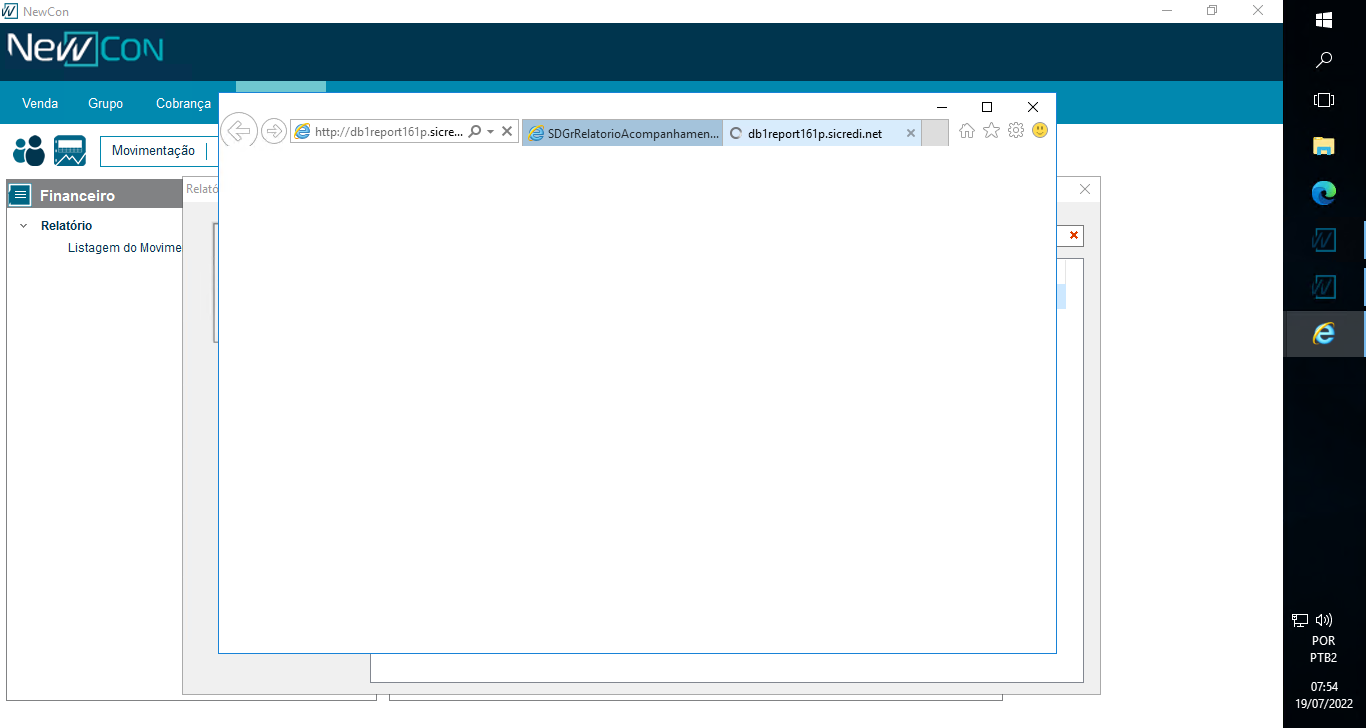 NewCon
NewCon
Venda Grupo Cobrança
http://db1report161p.sicre...
SDGrRelatorioAcompanhamen...
db1report161p.sicredi.net
Movimentação
Relató
Financeiro
Relatório
Listagem do Movime
POR
PTB2
07:54
19/07/2022